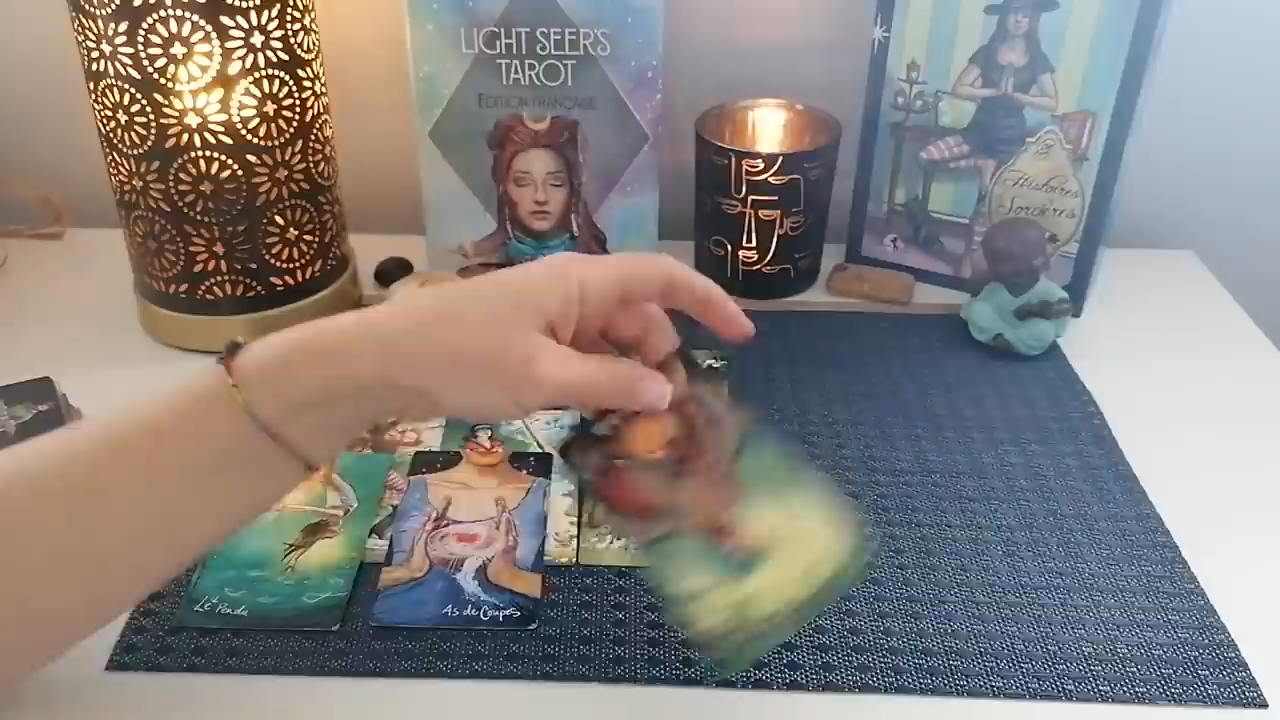 LIGHT SEER'S
TAROT
ÉDITION FRANÇAISE
Histoires
Sorcières
Le Pendu
As de Coupes